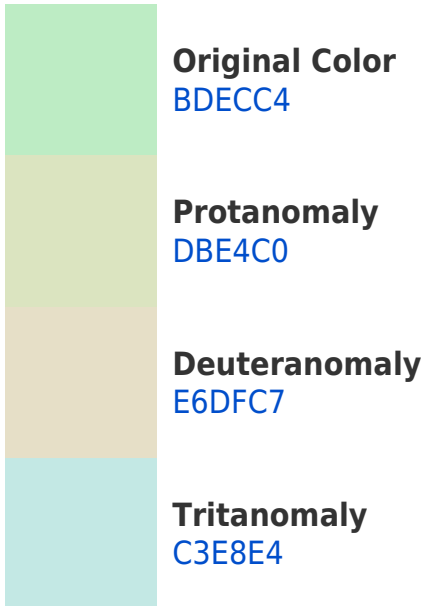 Original Color
BDECC4
Protanomaly
DBE4C0
Deuteranomaly
E6DFC7
Tritanomaly
C3E8E4